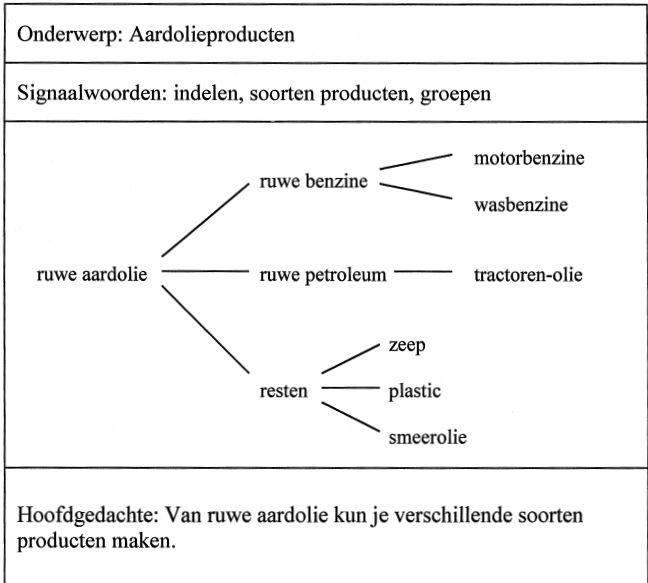 Onderwerp: Aardolieproducten
Signaalwoorden: indelen, soorten producten, groepen
motorbenzine
ruwe benzine
wasbenzine
ruwe aardolie
ruwe petroleum
tractoren-olie
zeep
resten
plastic
smeerolie
Hoofdgedachte: Van ruwe aardolie kun je verschillende soorten
producten maken.